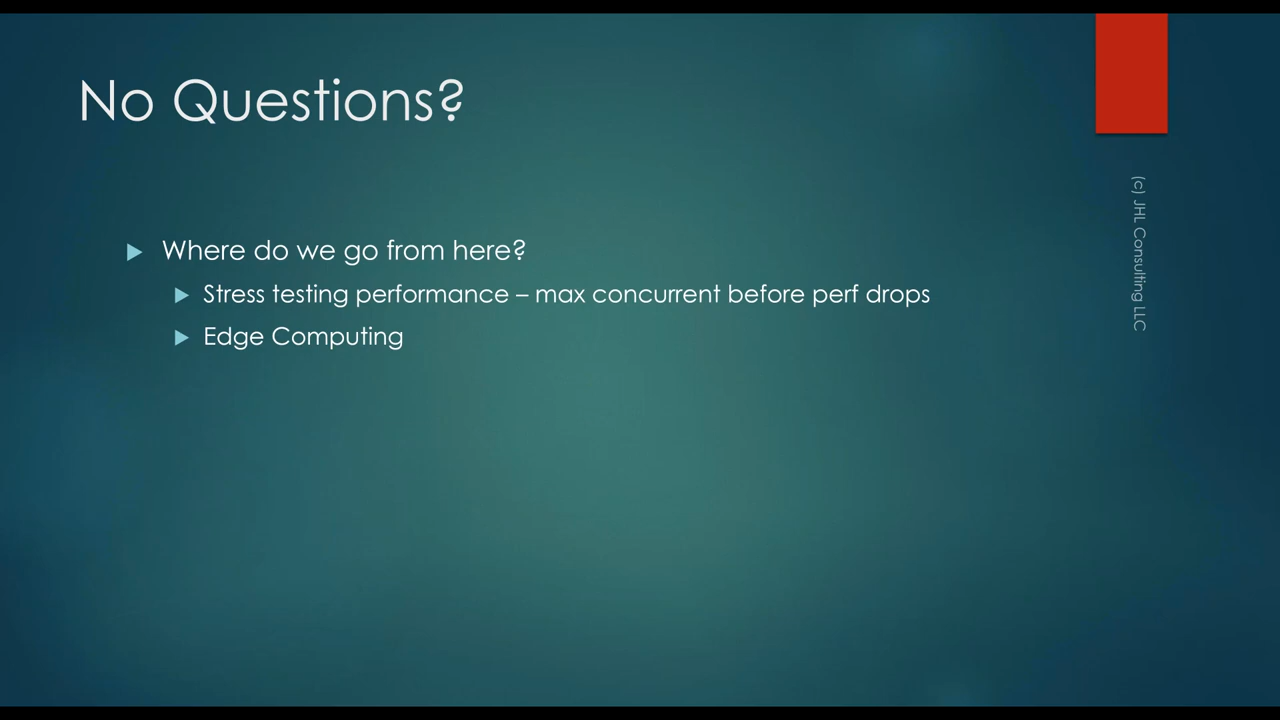 No Questions?
Where do we go from here?
Stress testing performance – max concurrent before perf drops
Edge Computing
(c) JHL Consulting LLC